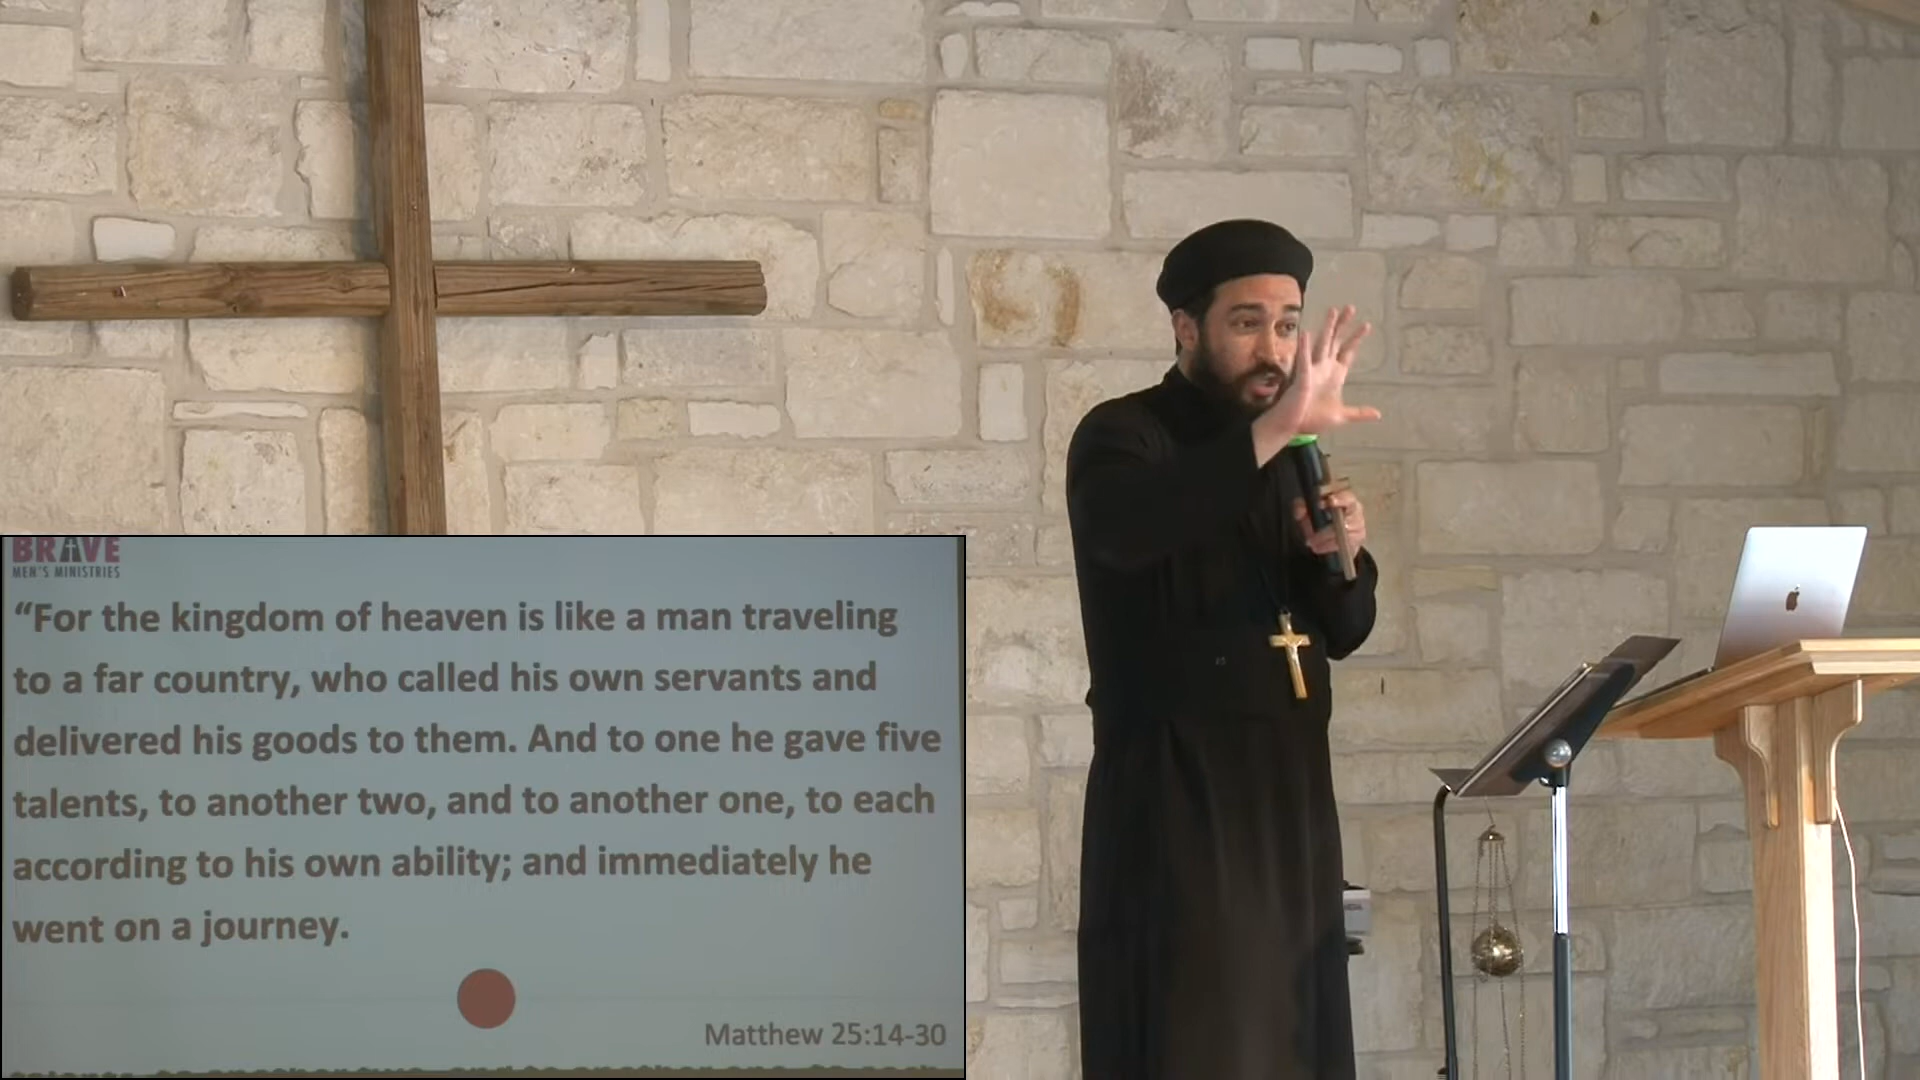 BRAVE
MEN'S MINISTRIES
“For the kingdom of heaven is like a man traveling
to a far country, who called his own servants and
delivered his goods to them. And to one he gave five
talents, to another two, and to another one, to each
according to his own ability; and immediately he
went on a journey.
Matthew 25:14-30